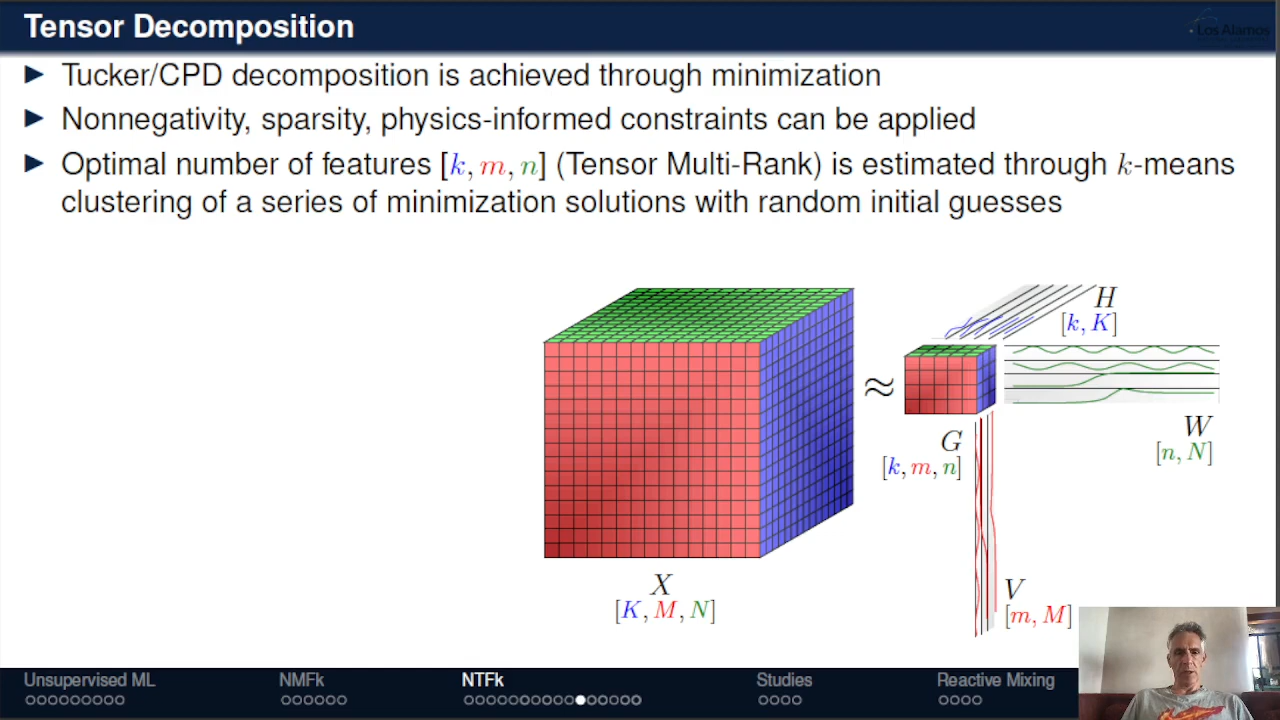 Tensor Decomposition
Los Alamos
Tucker/CPD decomposition is achieved through minimization
Nonnegativity, sparsity, physics-informed constraints can be applied
Optimal number of features [k, m, n] (Tensor Multi-Rank) is estimated through k-means
clustering of a series of minimization solutions with random initial guesses
H
[k, K]
≈
G
[k, m, n]
W
[n, N]
X
[K, M, N]
V
[m, M]
Unsupervised ML
NMFk
NTFk
Studies
Reactive Mixing